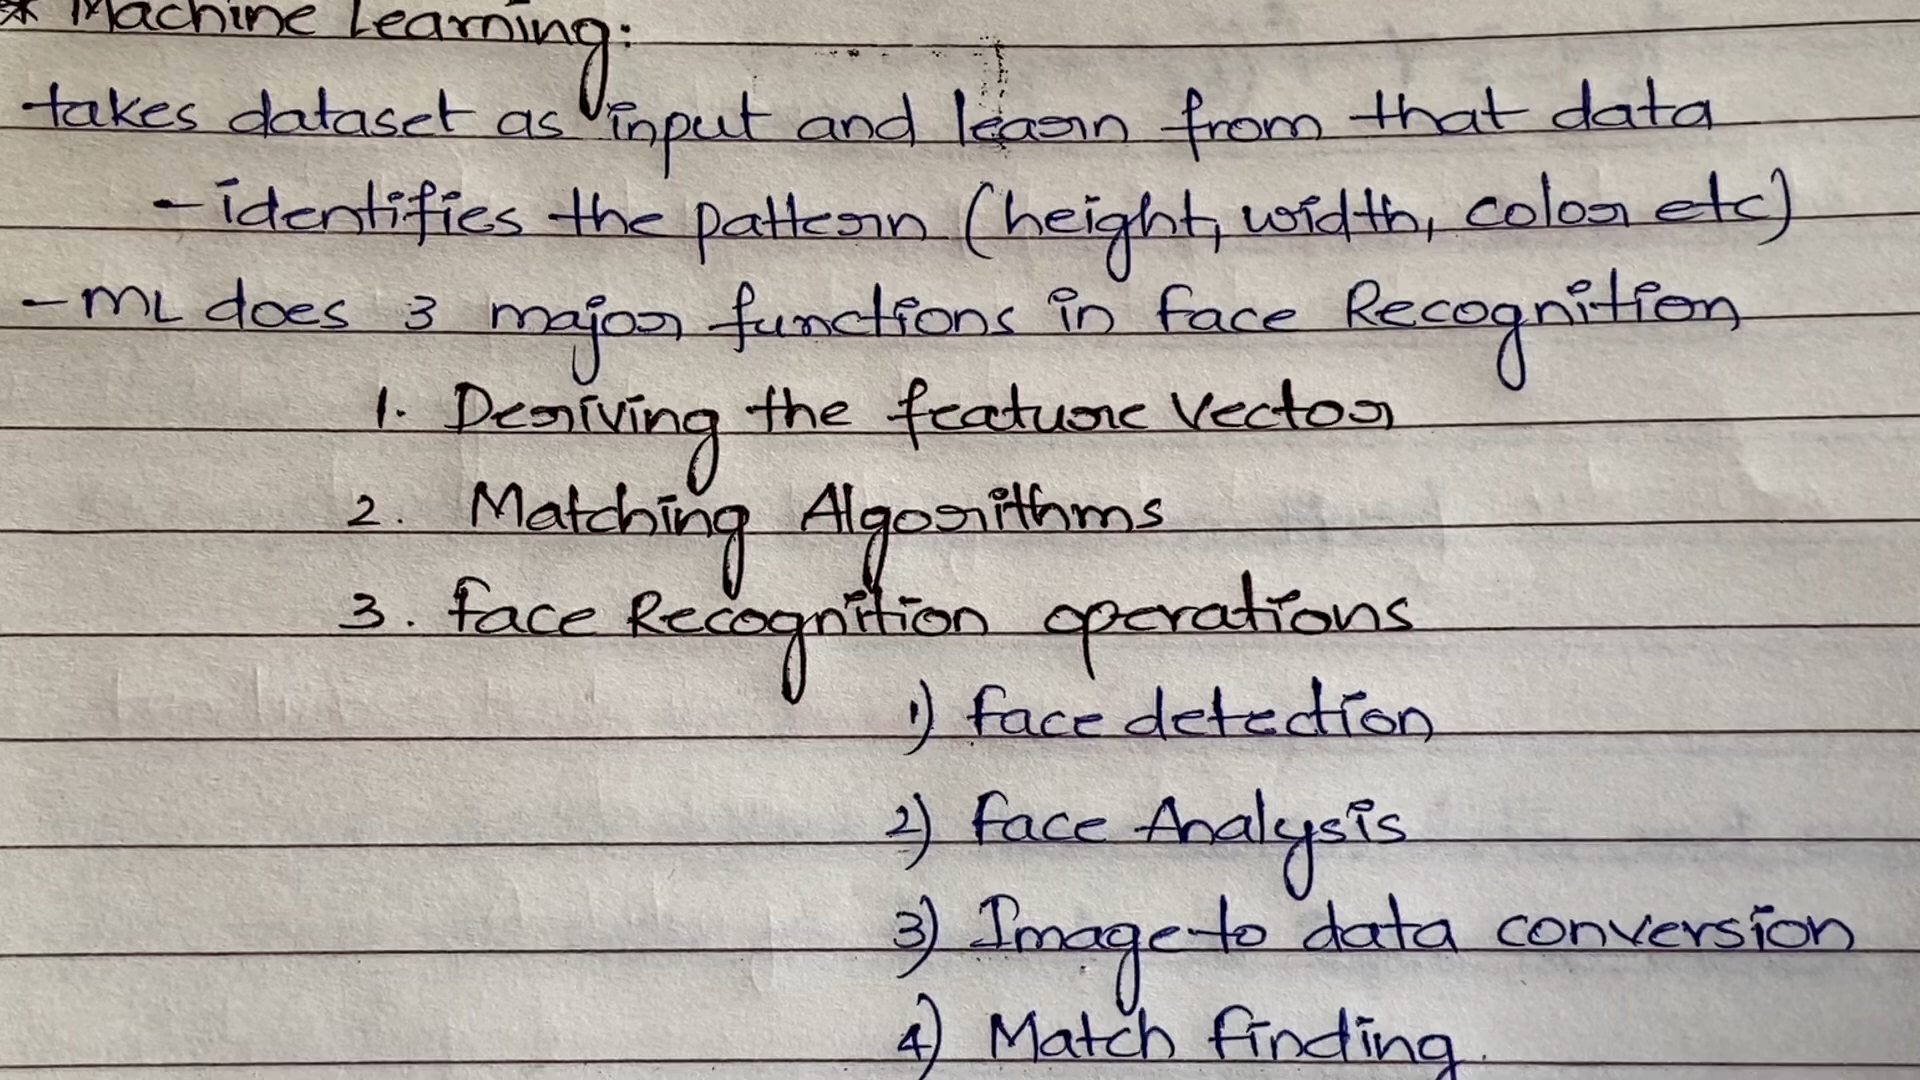 * Machine Learning:
takes dataset as input and learn from that data
- identifies the pattern (height, width, color etc)
- ML does 3 major functions in face Recognition
1. Deriving the feature vector
2. Matching Algorithms
3. face Recognition operations
1) face detection
2) face Analysis
3) Image to data conversion
4) Match finding.